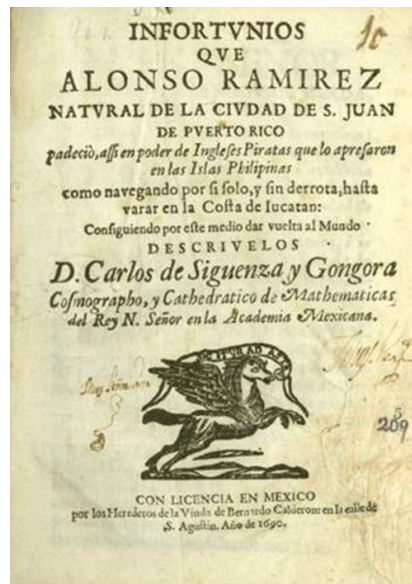 INFORTVNIOS
QVE
ALONSO RAMIREZ
NATVRAL DE LA CIVDAD DE S. JUAN
DE PVERTO RICO
padeciò, assi en poder de Ingleses Piratas que lo apresaron
en las Islas Philipinas
como navegando por si solo, y sin derrota, hasta
varar en la Costa de Iucatan:
Consiguiendo por este medio dar vuelta al Mundo
DESCRIVELOS
D. Carlos de Siguenza y Gongora
Cosmographo, y Cathedratico de Mathematicas,
del Rey N. Señor en la Academia Mexicana.
CON LICENCIA EN MEXICO
por los Herederos de la Viuda de Bernardo Calderon: en la calle de
S. Agustin. Año de 1690.